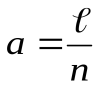 a = ℓ/n